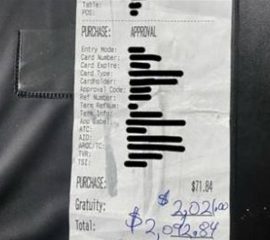 Table:
POS:
PURCHASE: APPROVAL
Entry Mode:
Card Number:
Card Expire:
Card Type:
Cardholder:
Approval Code:
Ref Number:
Term RefNum:
Term Info:
App Label:
ATC:
AID:
ARQC/TC:
TVR:
TSI:
PURCHASE: $71.84
Gratuity: $ 2,021.00
Total: $2,092.84